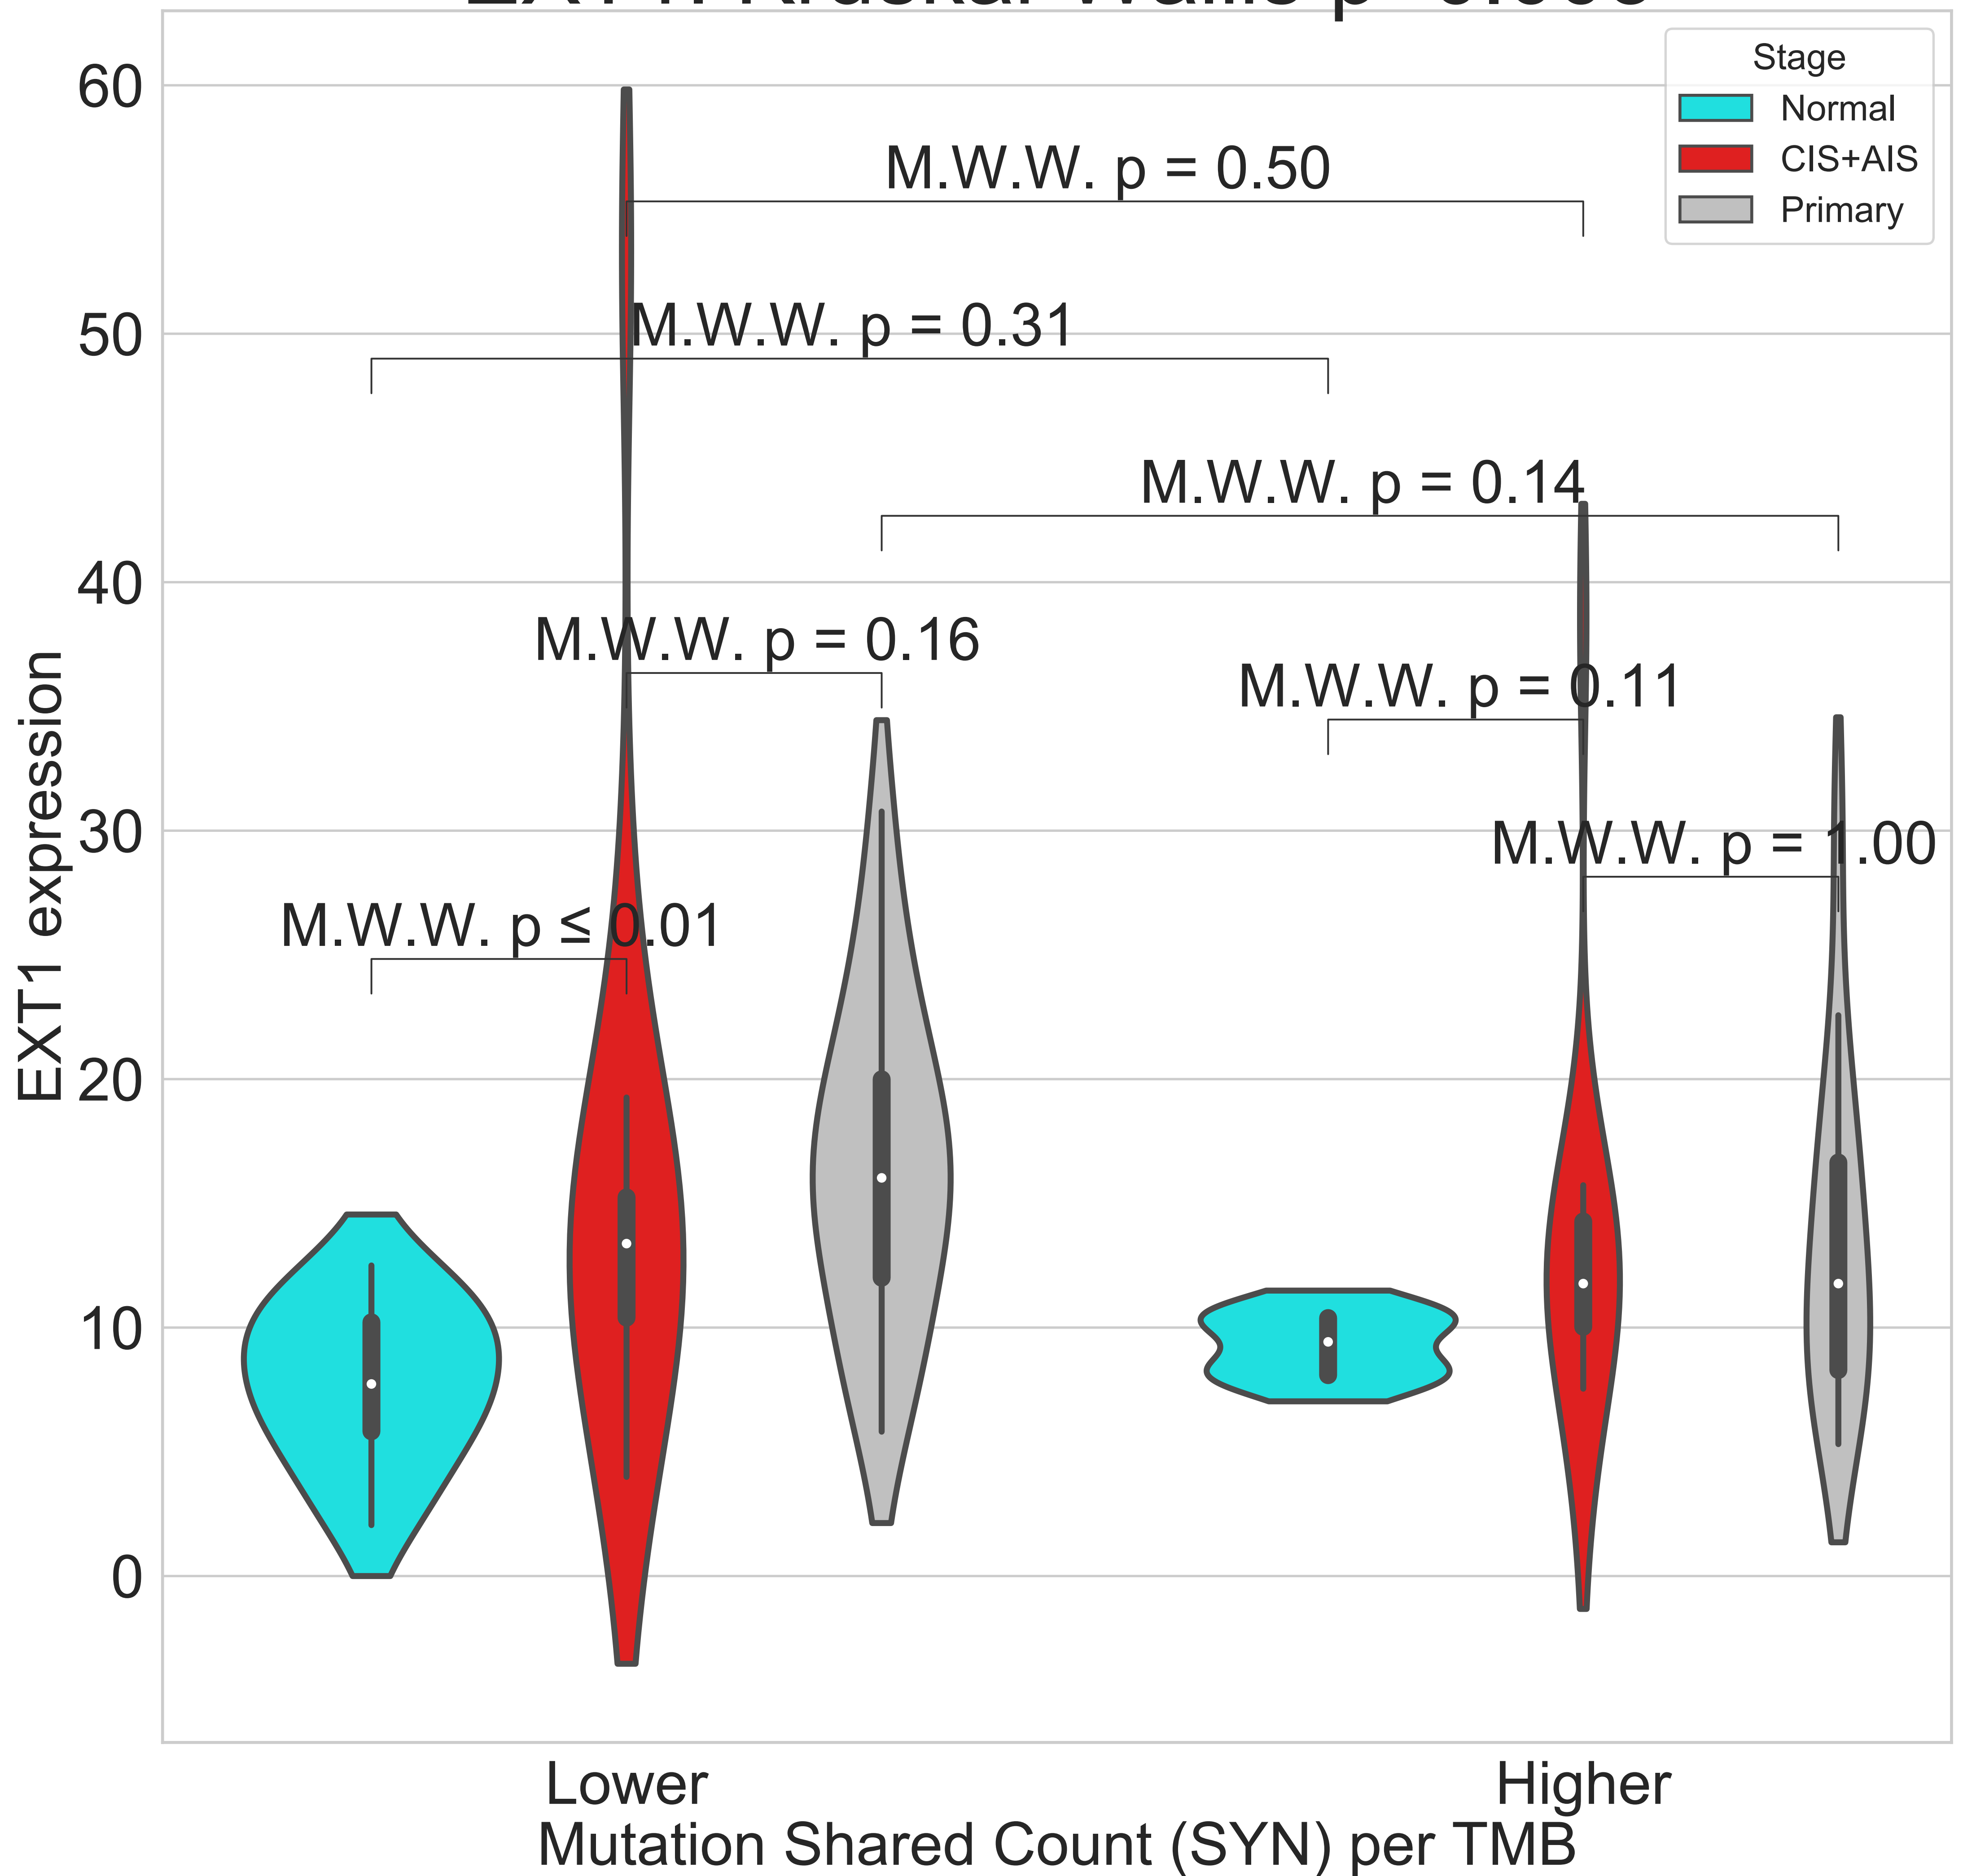 Stage
Normal
CIS+AIS
Primary
60
50
40
30
20
10
0
EXT1 expression
M.W.W. p = 0.50
M.W.W. p = 0.31
M.W.W. p = 0.14
M.W.W. p = 0.16
M.W.W. p = 0.11
M.W.W. p = 1.00
M.W.W. p ≤ 0.01
Lower
Higher
Mutation Shared Count (SYN) per TMB